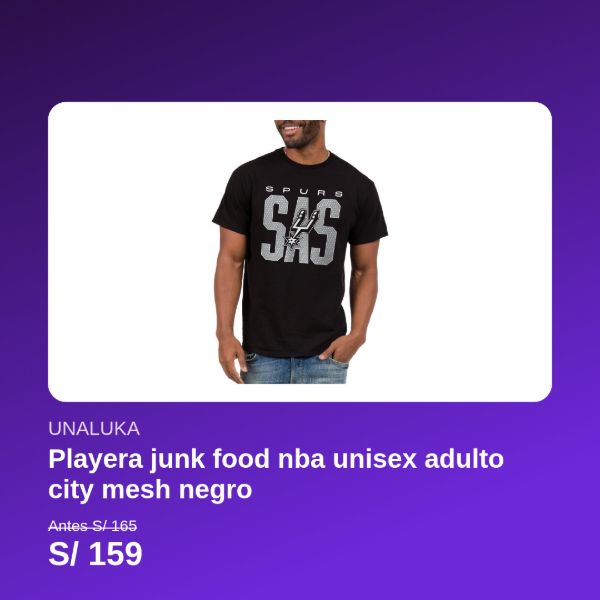 SPURS
SAS
UNALUKA
Playera junk food nba unisex adulto
city mesh negro
Antes S/ 165
S/ 159